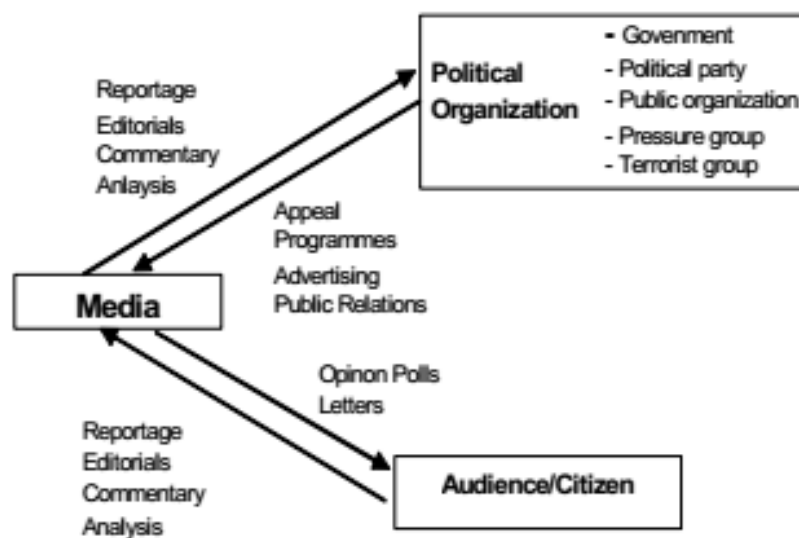 Reportage
Editorials
Commentary
Anlaysis
Political
Organization
- Govenment
- Political party
- Public organization
- Pressure group
- Terrorist group
Appeal
Programmes
Advertising
Public Relations
Media
Opinon Polls
Letters
Reportage
Editorials
Commentary
Analysis
Audience/Citizen